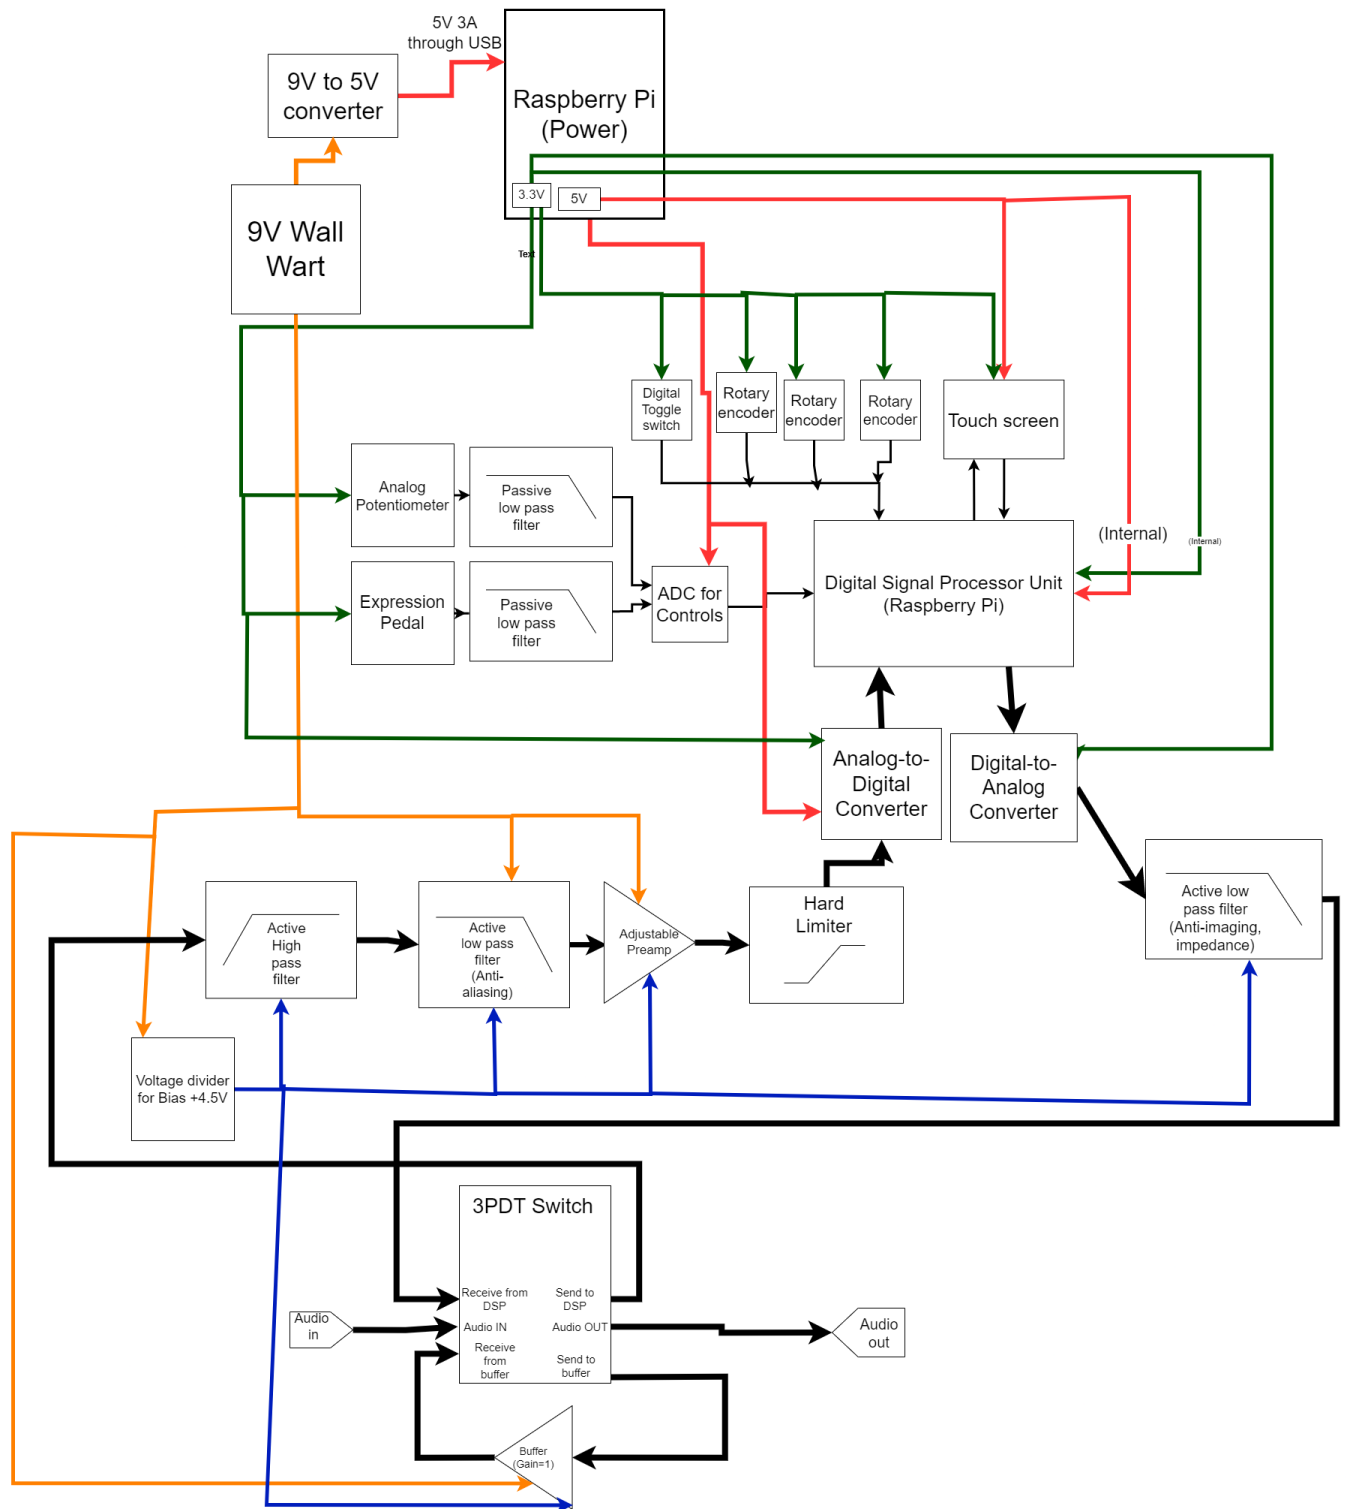 5V 3A
through USB
9V to 5V
converter
Raspberry Pi
(Power)
3.3V
5V
Text
9V Wall
Wart
Digital
Toggle
switch
Rotary
encoder
Rotary
encoder
Rotary
encoder
Touch screen
Analog
Potentiometer
Passive
low pass
filter
(Internal)
(Internal)
Expression
Pedal
Passive
low pass
filter
ADC for
Controls
Digital Signal Processor Unit
(Raspberry Pi)
Analog-to-
Digital
Converter
Digital-to-
Analog
Converter
Active
High
pass
filter
Active
low pass
filter
(Anti-
aliasing)
Adjustable
Preamp
Hard
Limiter
Active low
pass filter
(Anti-imaging,
impedance)
Voltage divider
for Bias +4.5V
3PDT Switch
Receive from
DSP
Send to
DSP
Audio
in
Audio IN
Audio OUT
Audio
out
Receive
from
buffer
Send to
buffer
Buffer
(Gain=1)